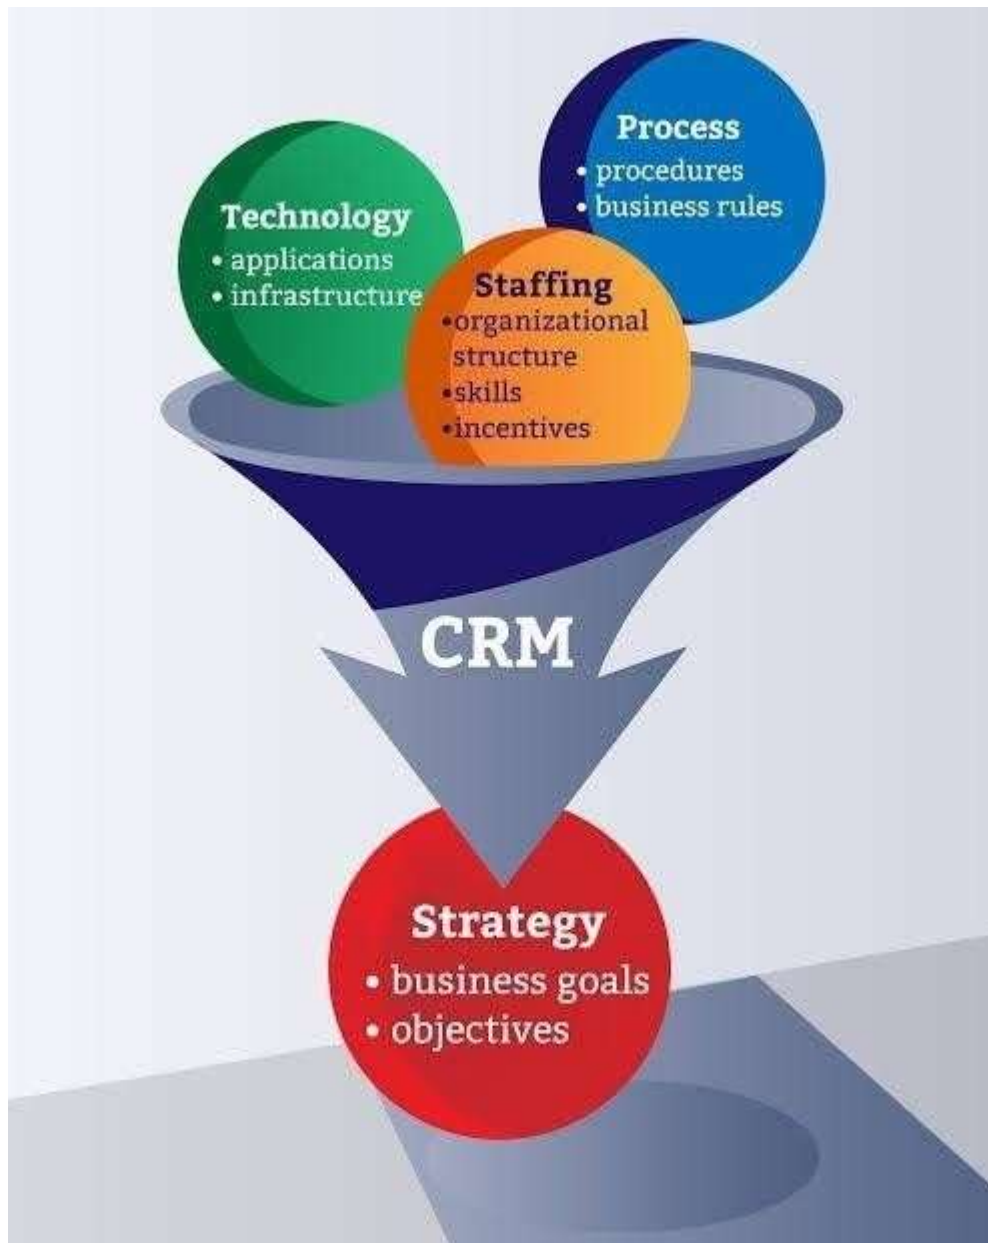 Process
• procedures
• business rules
Technology
• applications
• infrastructure
Staffing
•organizational
structure
•skills
•incentives
CRM
Strategy
• business goals
• objectives